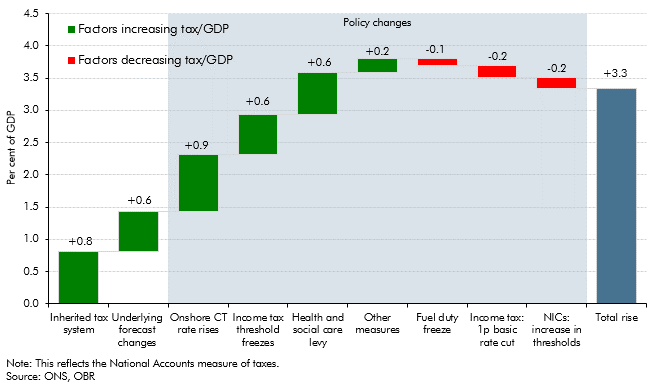 Policy changes
Factors increasing tax/GDP
Factors decreasing tax/GDP
Per cent of GDP
4.5
4.0
3.5
3.0
2.5
2.0
1.5
1.0
0.5
0.0
+0.8
+0.6
+0.9
+0.6
+0.6
+0.2
-0.1
-0.2
-0.2
+3.3
Inherited tax
system
Underlying
forecast
changes
Onshore CT
rate rises
Income tax
threshold
freezes
Health and
social care
levy
Other
measures
Fuel duty
freeze
Income tax:
1p basic
rate cut
NICs:
increase in
thresholds
Total rise
Note: This reflects the National Accounts measure of taxes.
Source: ONS, OBR